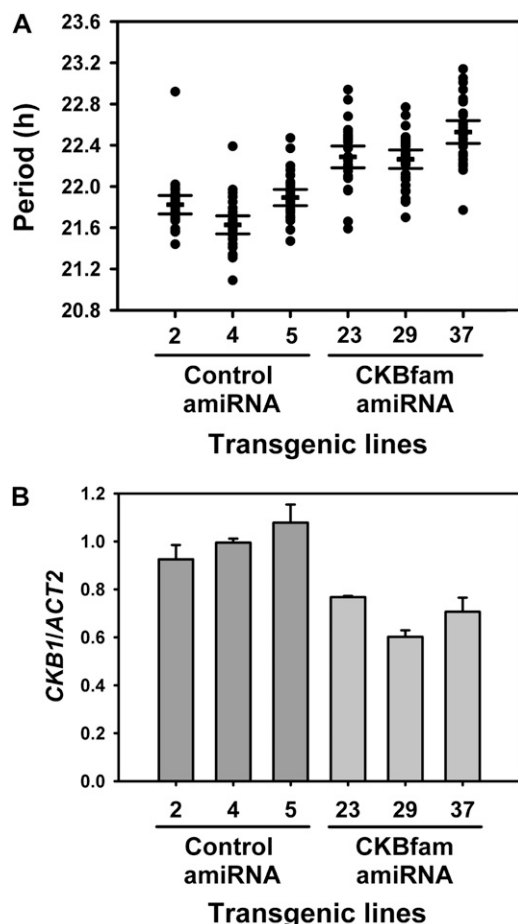 A
23.6
23.2
22.8
22.4
22.0
21.6
21.2
20.8
Period (h)
2 4 5 23 29 37
Control amiRNA
CKBfam amiRNA
Transgenic lines
B
1.2
1.0
0.8
0.6
0.4
0.2
0.0
CKB1/ACT2
2 4 5 23 29 37
Control amiRNA
CKBfam amiRNA
Transgenic lines